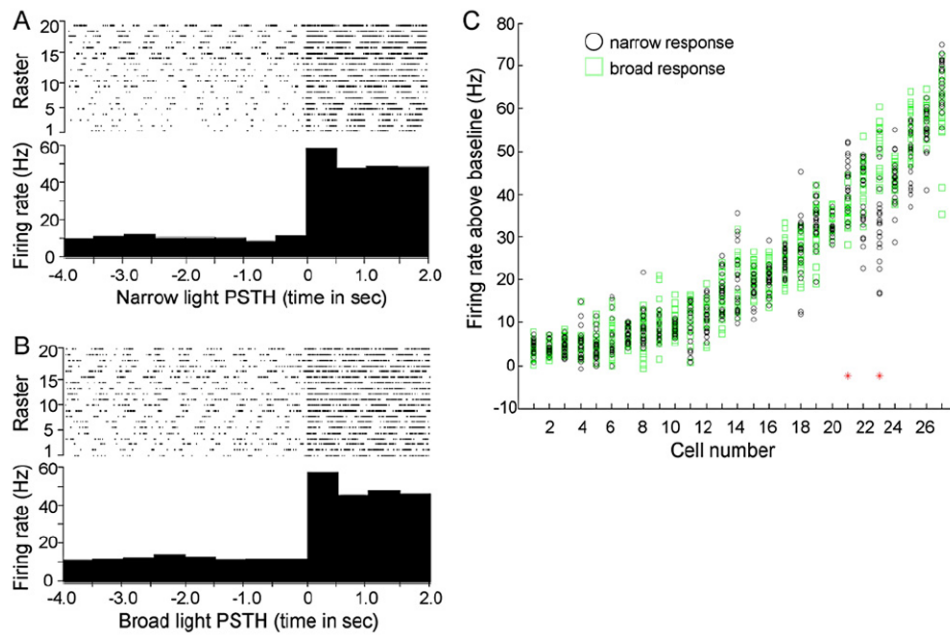 A
20
15
10
5
1
Raster
60
40
20
0
Firing rate (Hz)
-4.0 -3.0 -2.0 -1.0 0 1.0 2.0
Narrow light PSTH (time in sec)
B
20
15
10
5
1
Raster
60
40
20
0
Firing rate (Hz)
-4.0 -3.0 -2.0 -1.0 0 1.0 2.0
Broad light PSTH (time in sec)
C
80
70
60
50
40
30
20
10
0
-10
Firing rate above baseline (Hz)
narrow response
broad response
2 4 6 8 10 12 14 16 18 20 22 24 26
Cell number